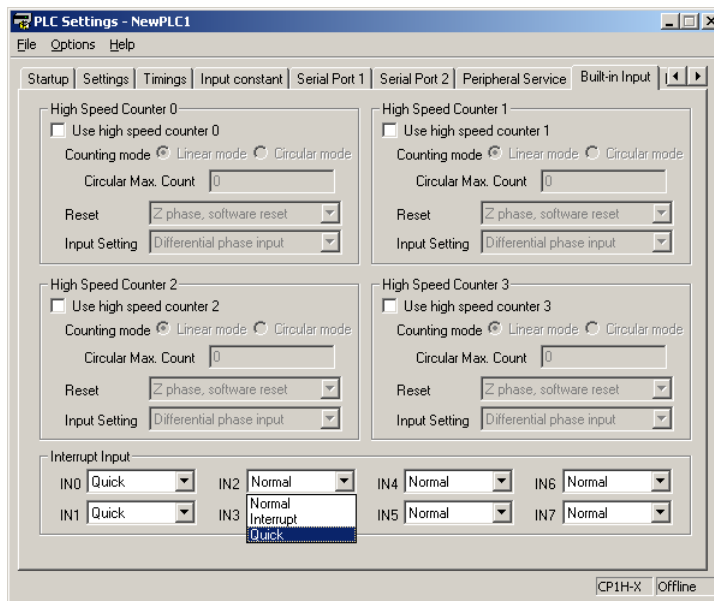 PLC Settings - NewPLC1
File Options Help
Startup Settings Timings Input constant Serial Port 1 Serial Port 2 Peripheral Service Built-in Input
High Speed Counter 0
Use high speed counter 0
Counting mode Linear mode Circular mode
Circular Max. Count 0
Reset Z phase, software reset
Input Setting Differential phase input
High Speed Counter 1
Use high speed counter 1
Counting mode Linear mode Circular mode
Circular Max. Count 0
Reset Z phase, software reset
Input Setting Differential phase input
High Speed Counter 2
Use high speed counter 2
Counting mode Linear mode Circular mode
Circular Max. Count 0
Reset Z phase, software reset
Input Setting Differential phase input
High Speed Counter 3
Use high speed counter 3
Counting mode Linear mode Circular mode
Circular Max. Count 0
Reset Z phase, software reset
Input Setting Differential phase input
Interrupt Input
IN0 Quick IN2 Normal IN4 Normal IN6 Normal
IN1 Quick IN3 IN5 Normal IN7 Normal
Normal
Interrupt
Quick
CP1H-X Offline